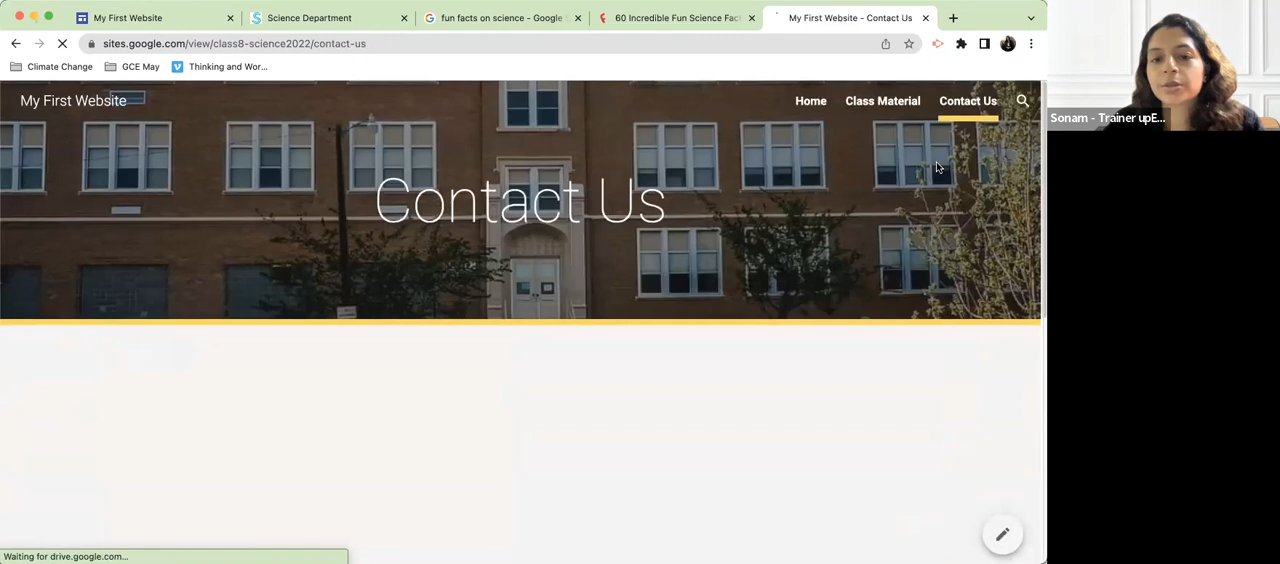 My First Website
Science Department
fun facts on science - Google S
60 Incredible Fun Science Fact
My First Website - Contact Us
sites.google.com/view/class8-science2022/contact-us
Climate Change
GCE May
Thinking and Wor...
My First Website
Home
Class Material
Contact Us
Sonam - Trainer upE...
Contact Us
Waiting for drive.google.com...